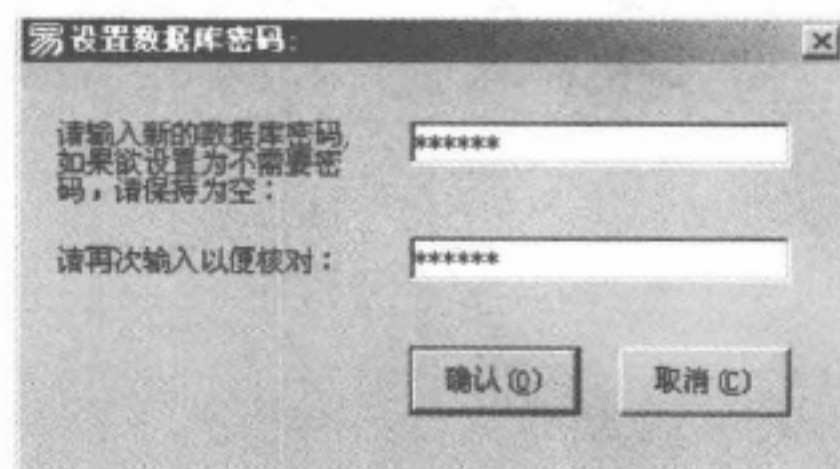 易设置数据库密码:
请输入新的数据库密码,
如果欲设置为不需要密
码,请保持为空:
******
请再次输入以便核对:
******
确认(O)
取消(C)